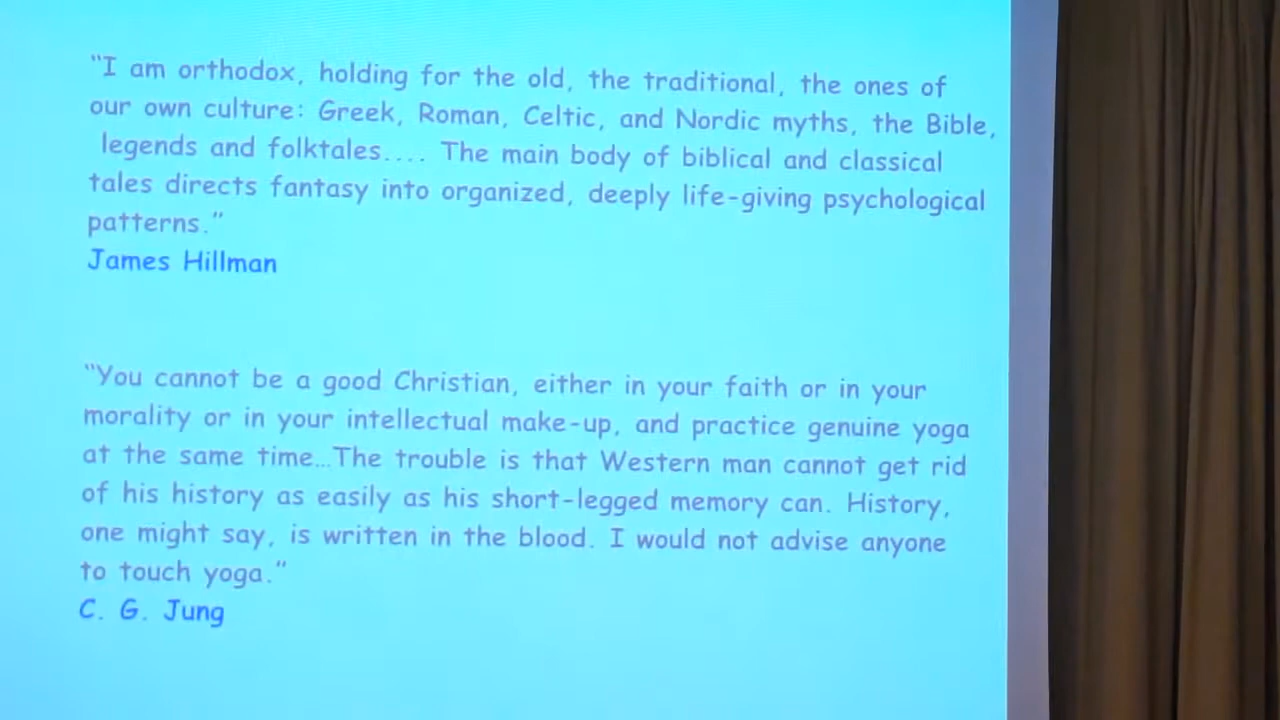 "I am orthodox, holding for the old, the traditional, the ones of
our own culture: Greek, Roman, Celtic, and Nordic myths, the Bible,
legends and folktales.... The main body of biblical and classical
tales directs fantasy into organized, deeply life-giving psychological
patterns."
James Hillman
"You cannot be a good Christian, either in your faith or in your
morality or in your intellectual make-up, and practice genuine yoga
at the same time...The trouble is that Western man cannot get rid
of his history as easily as his short-legged memory can. History,
one might say, is written in the blood. I would not advise anyone
to touch yoga."
C. G. Jung